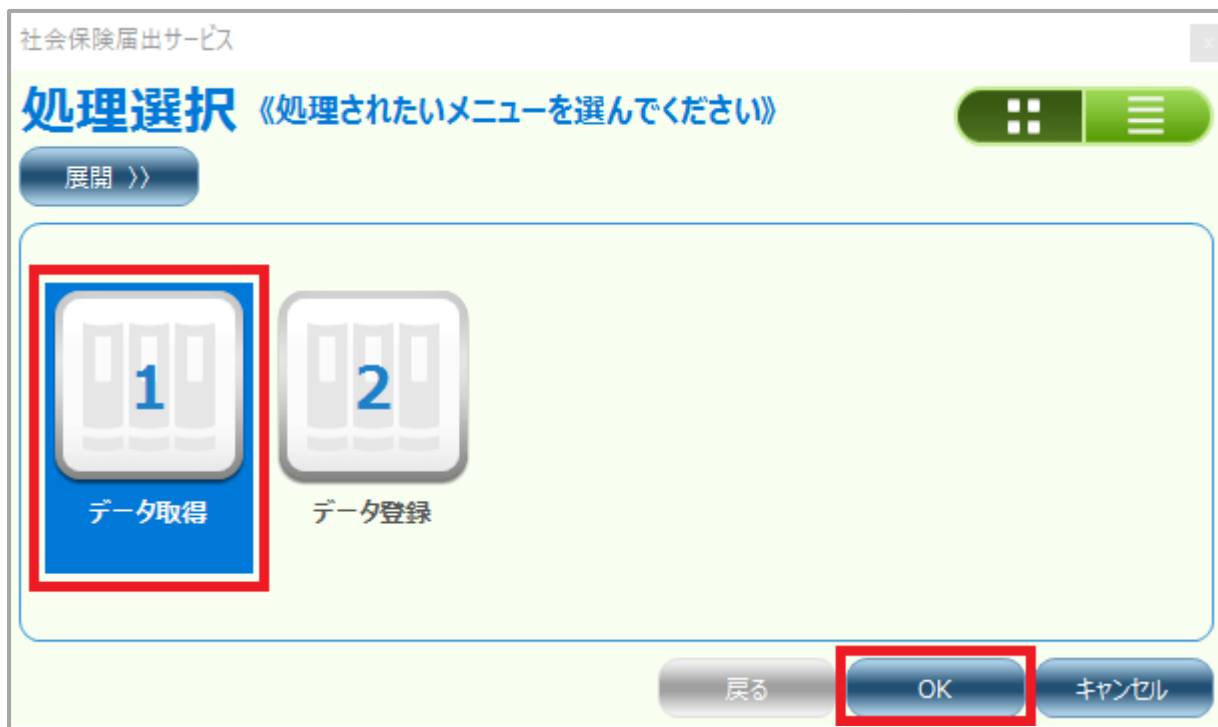 社会保険届出サービス
x
処理選択 《処理されたいメニューを選んでください》
展開 》
1 2
データ取得 データ登録
戻る OK キャンセル